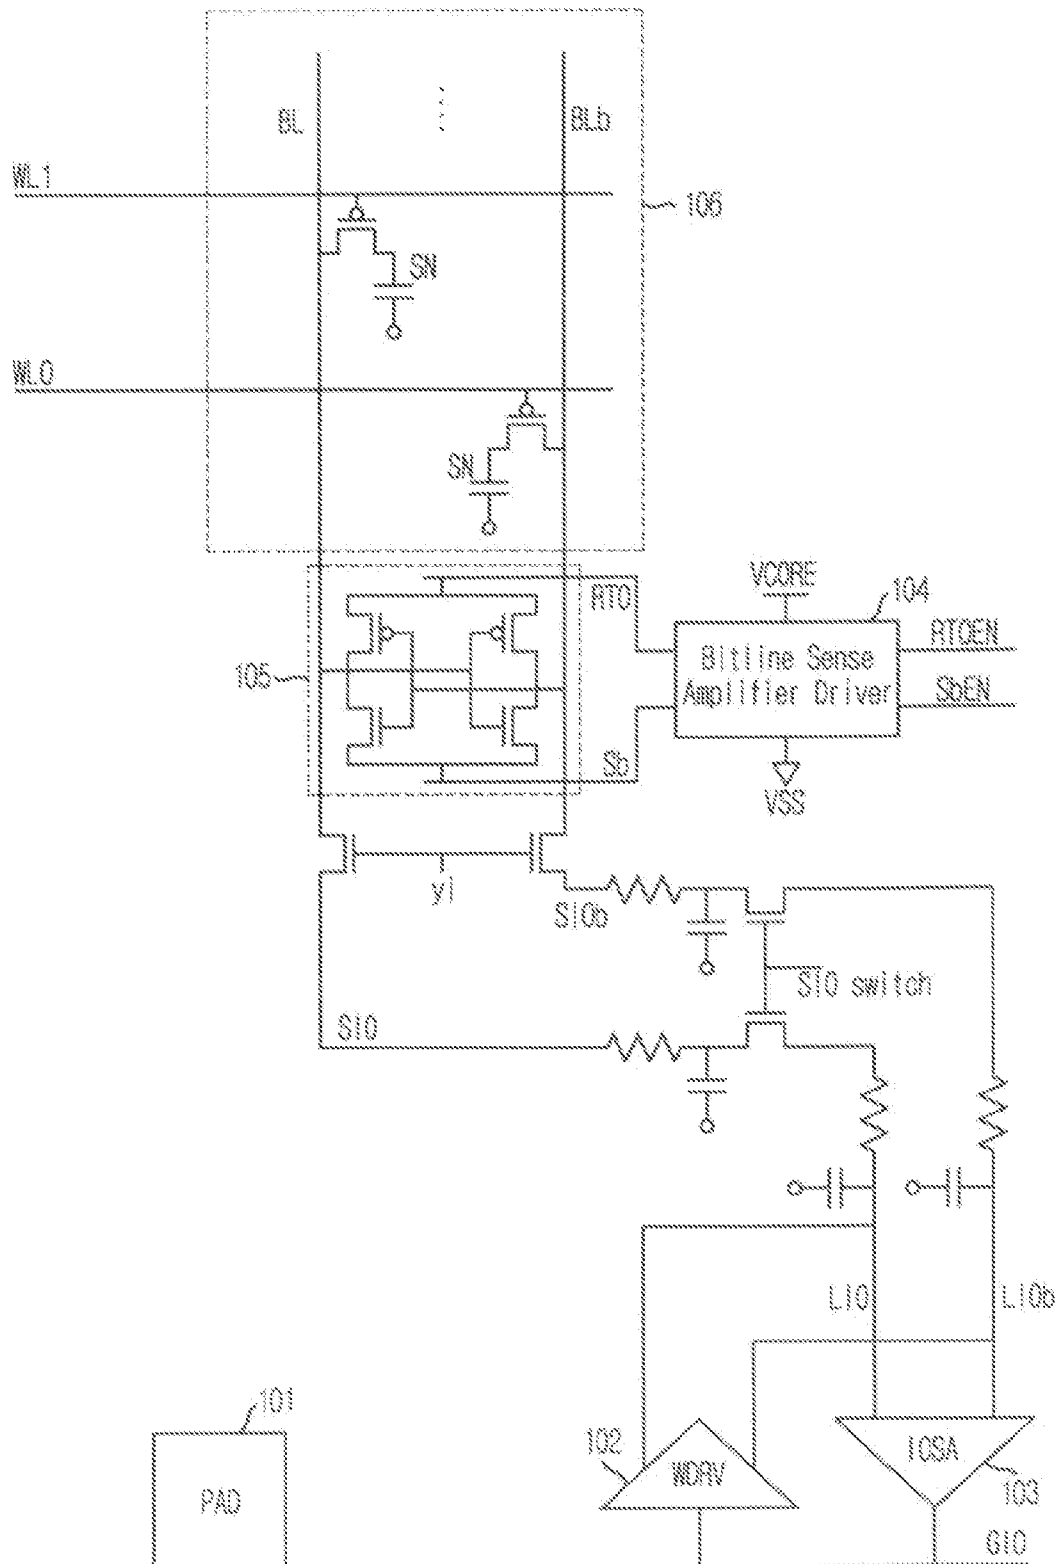 BL
BLb
WL1
106
SN
WL0
SN
VCORE
104
RTO
RTOEN
Bitline Sense
Amplifier Driver
105
SbEN
Sb
VSS
yi
SIOb
SIO switch
SIO
LIO
LIOb
101
102
WDRV
IOSA
103
PAD
GIO